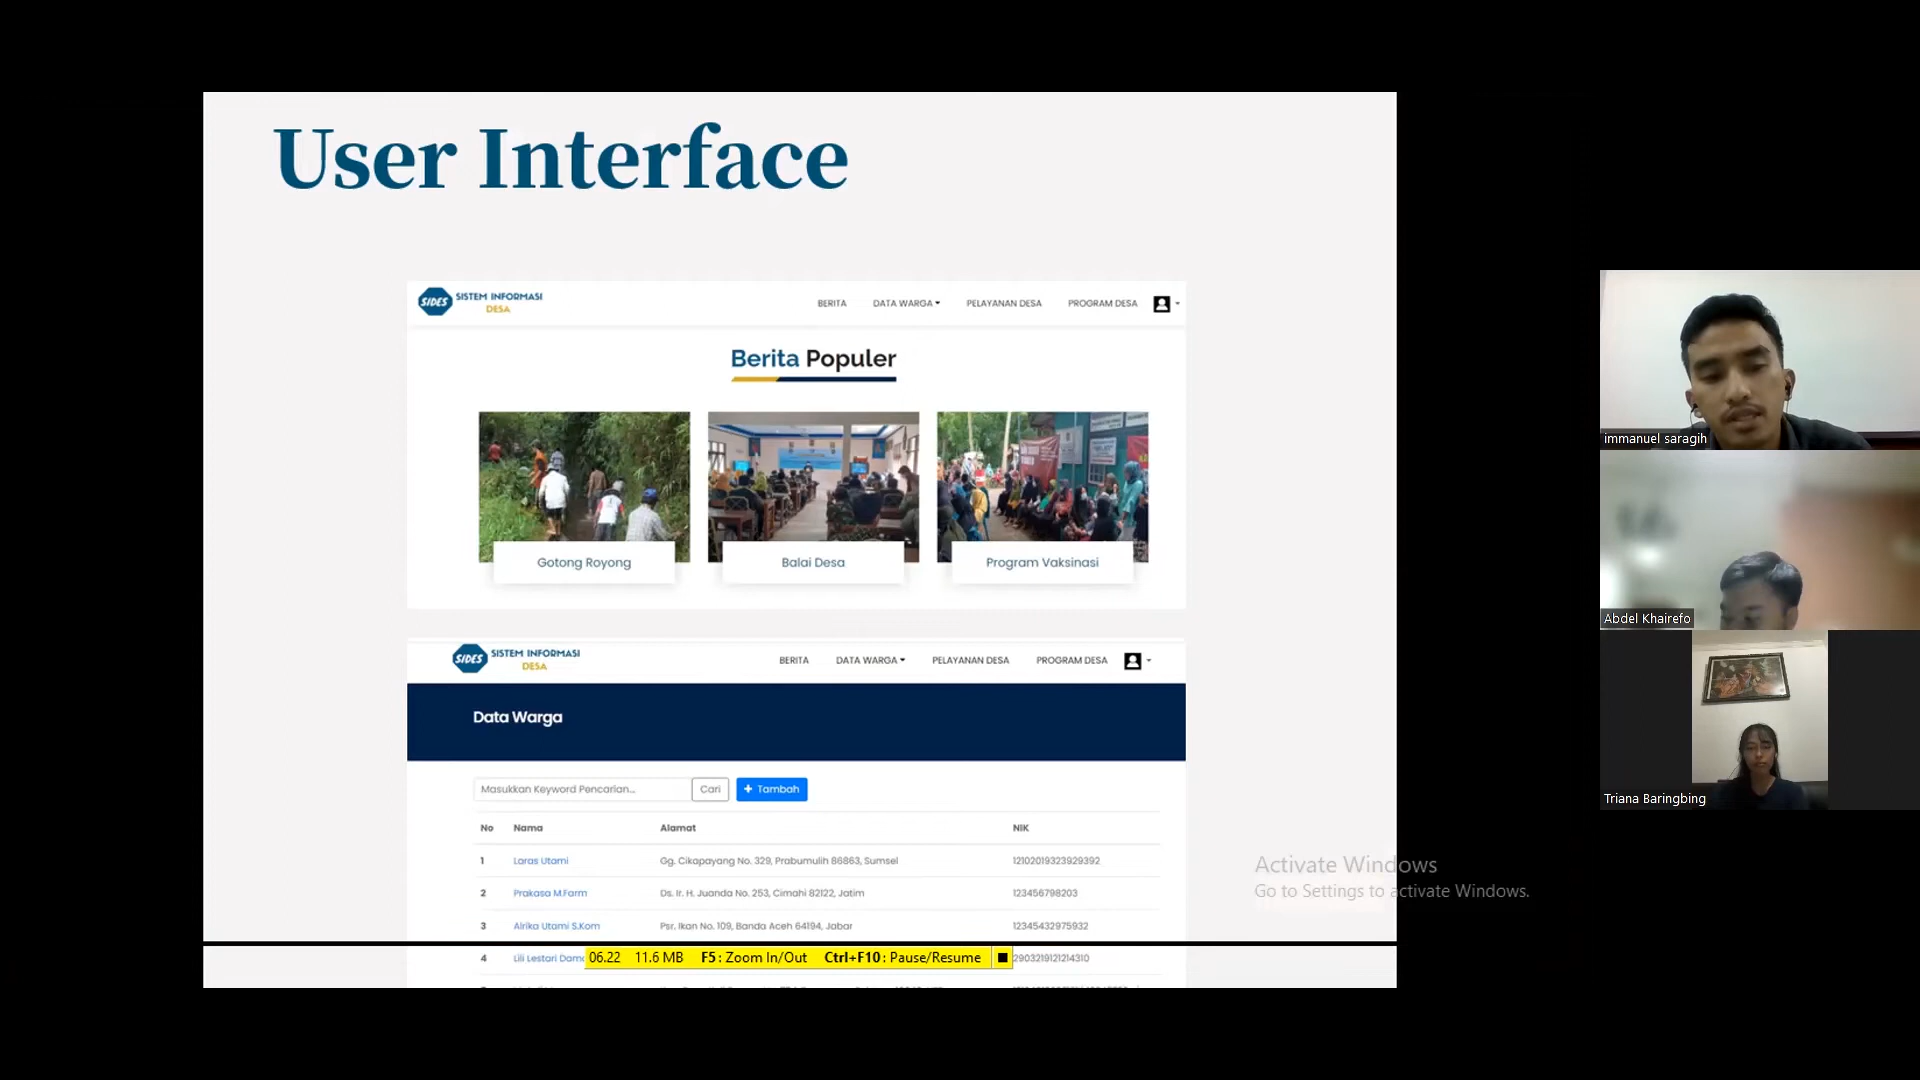 User Interface
SIDES SISTEM INFORMASI DESA
BERITA DATA WARGA PELAYANAN DESA PROGRAM DESA
Berita Populer
Gotong Royong Balai Desa Program Vaksinasi
SIDES SISTEM INFORMASI DESA
BERITA DATA WARGA PELAYANAN DESA PROGRAM DESA
Data Warga
Masukkan Keyword Pencarian... Cari + Tambah
No Nama Alamat NIK
1 Laras Utami Gg. Cikapayang No. 329, Prabumulih 86863, Sumsel 12102019323929392
2 Prakasa M.Farm Ds. Ir. H. Juanda No. 253, Cimahi 82122, Jatim 123456798203
3 Alrika Utami S.Kom Psr. Ikan No. 109, Banda Aceh 64194, Jabar 12345432975932
4 Lili Lestari 2903219121214310
06.22 11.6 MB F5: Zoom In/Out Ctrl+F10: Pause/Resume
immanuel saragih
Abdel Khairefo
Triana Baringbing
Activate Windows
Go to Settings to activate Windows.